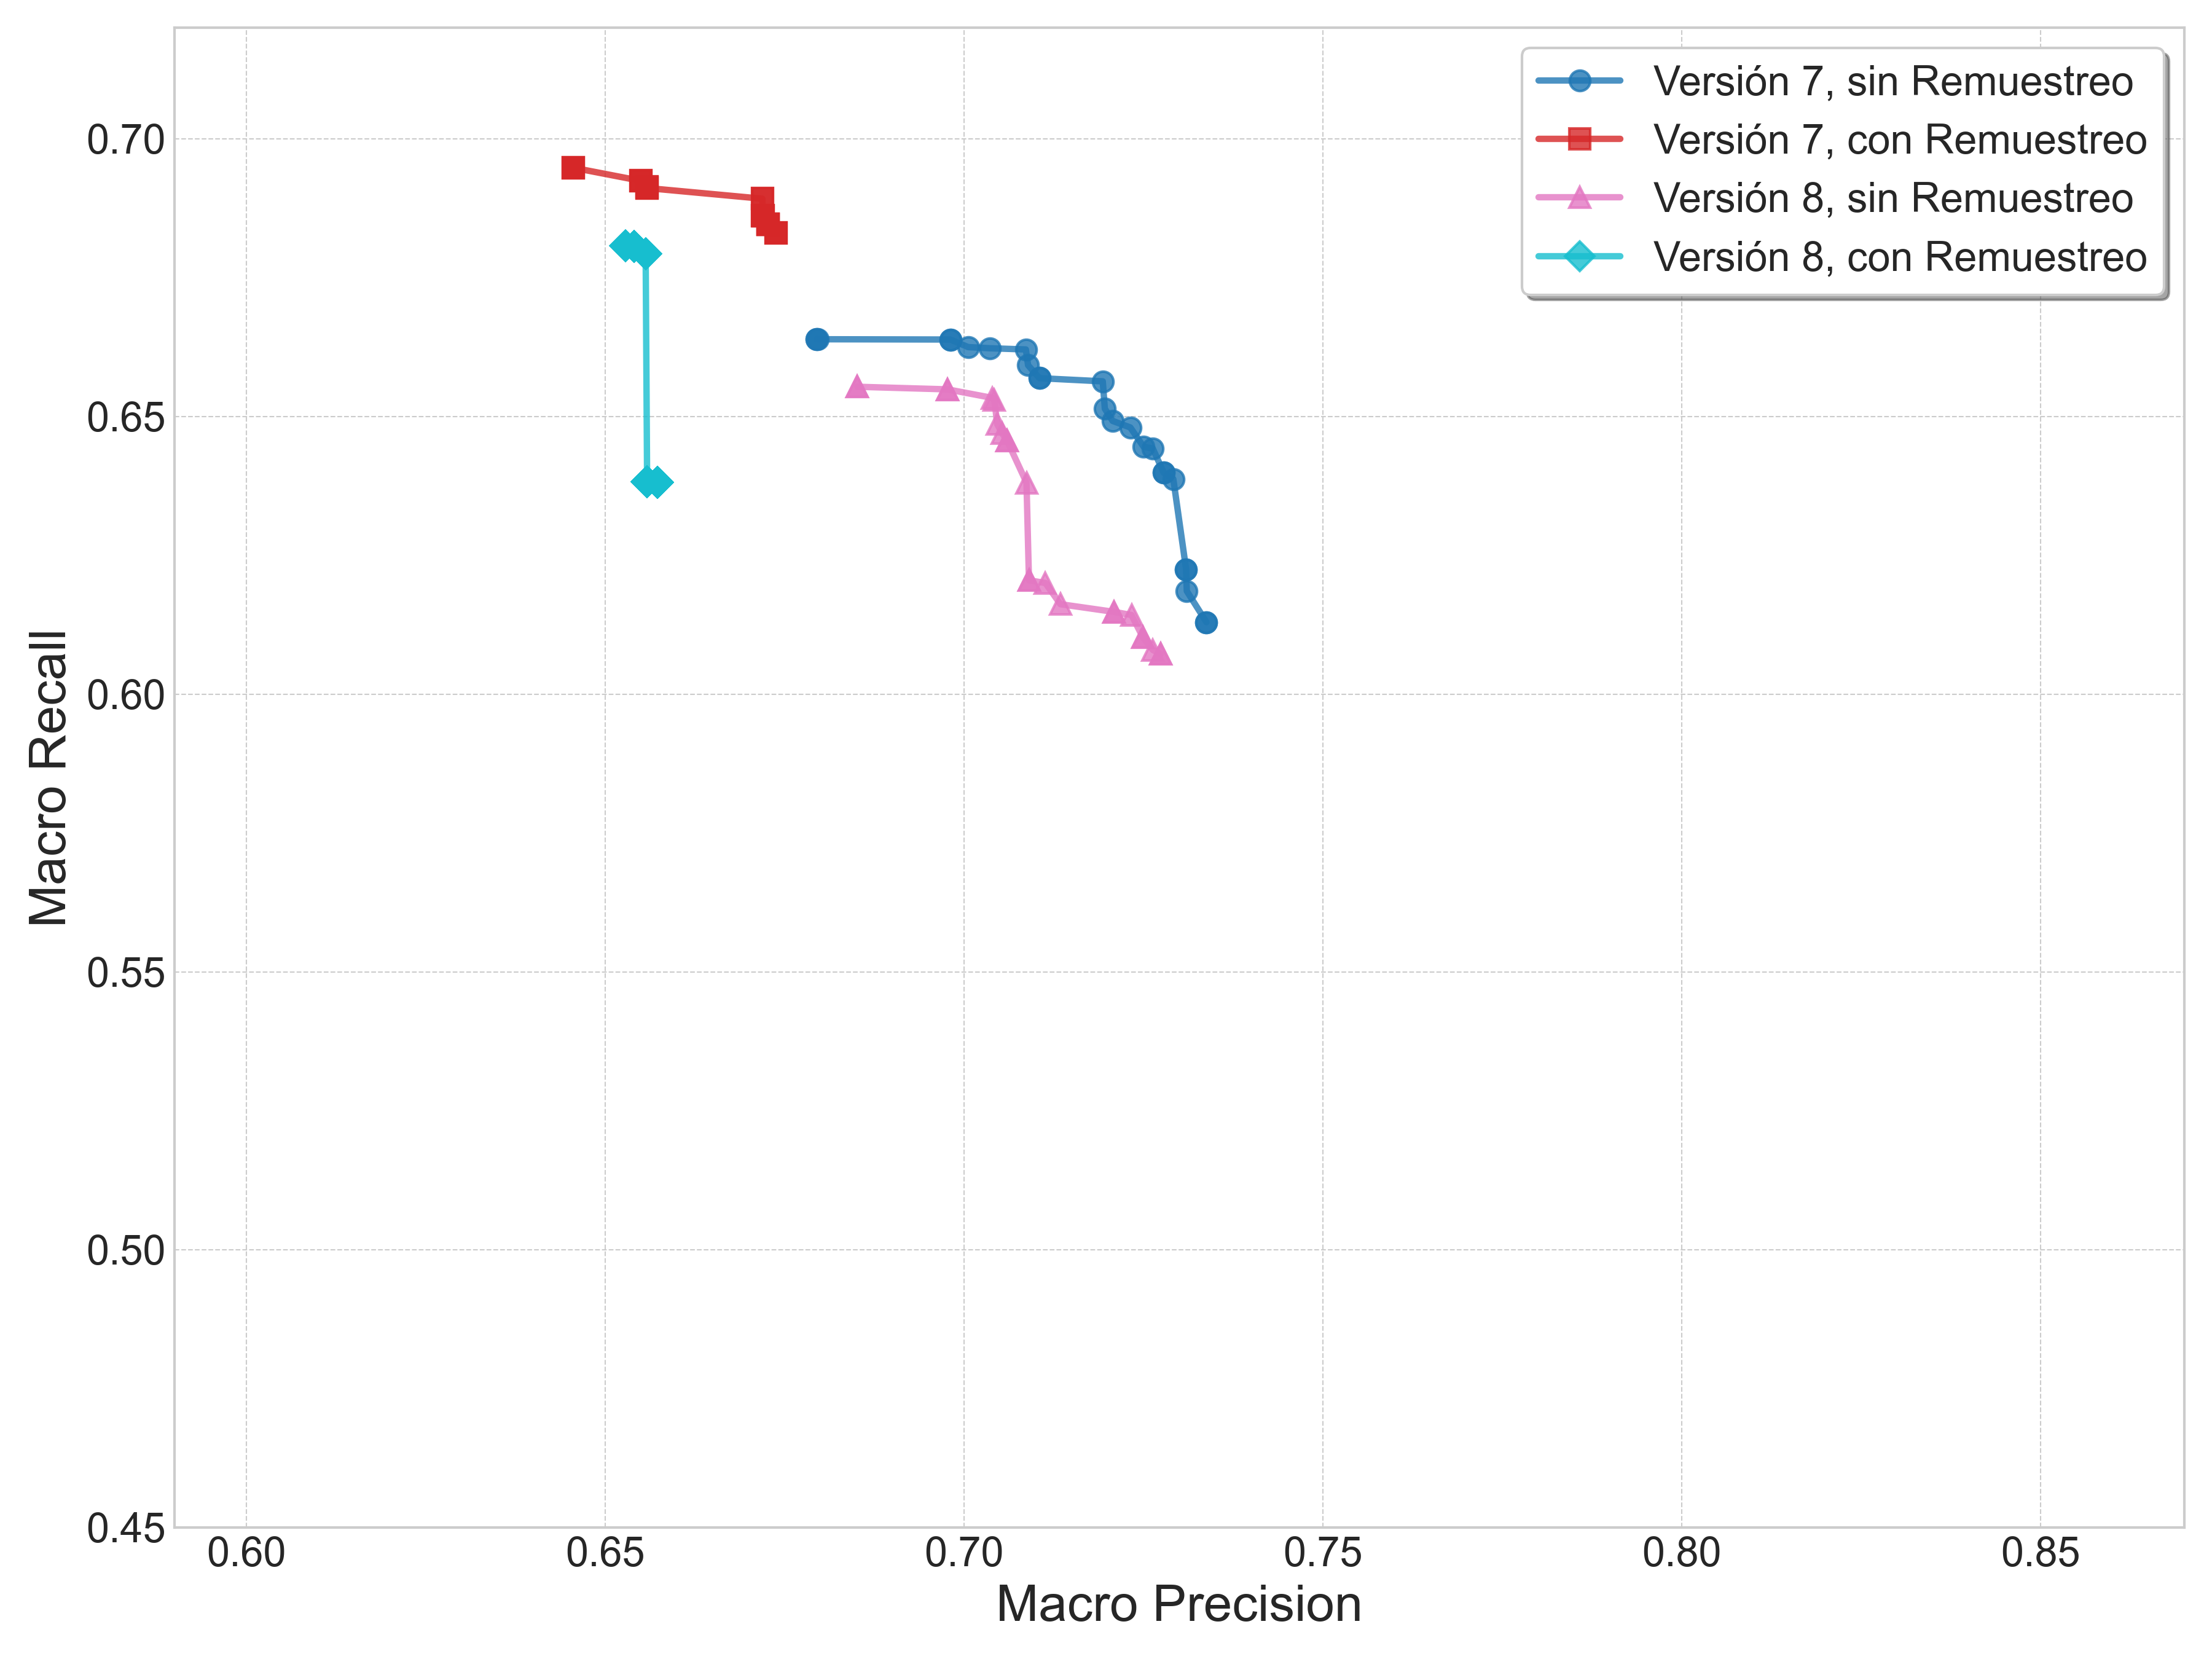 Versión 7, sin Remuestreo
Versión 7, con Remuestreo
Versión 8, sin Remuestreo
Versión 8, con Remuestreo
Macro Recall
0.70
0.65
0.60
0.55
0.50
0.45
0.60 0.65 0.70 0.75 0.80 0.85
Macro Precision